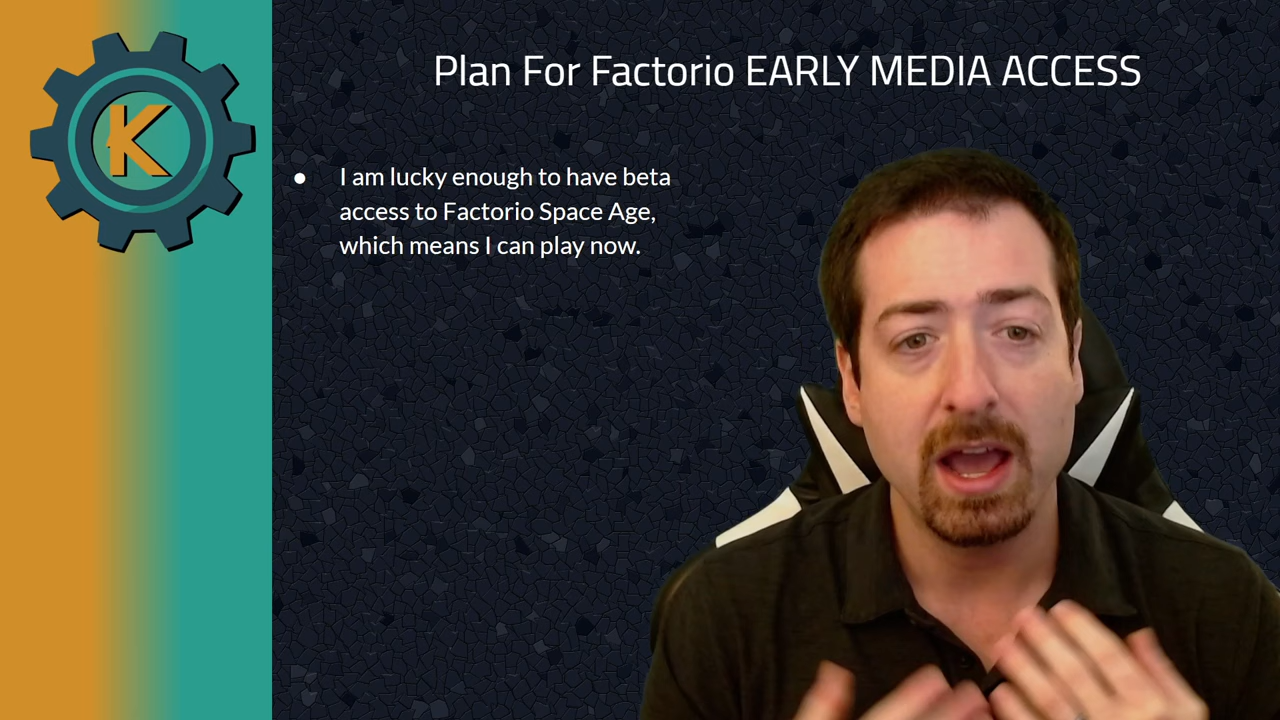 K
Plan For Factorio EARLY MEDIA ACCESS
● I am lucky enough to have beta
access to Factorio Space Age,
which means I can play now.